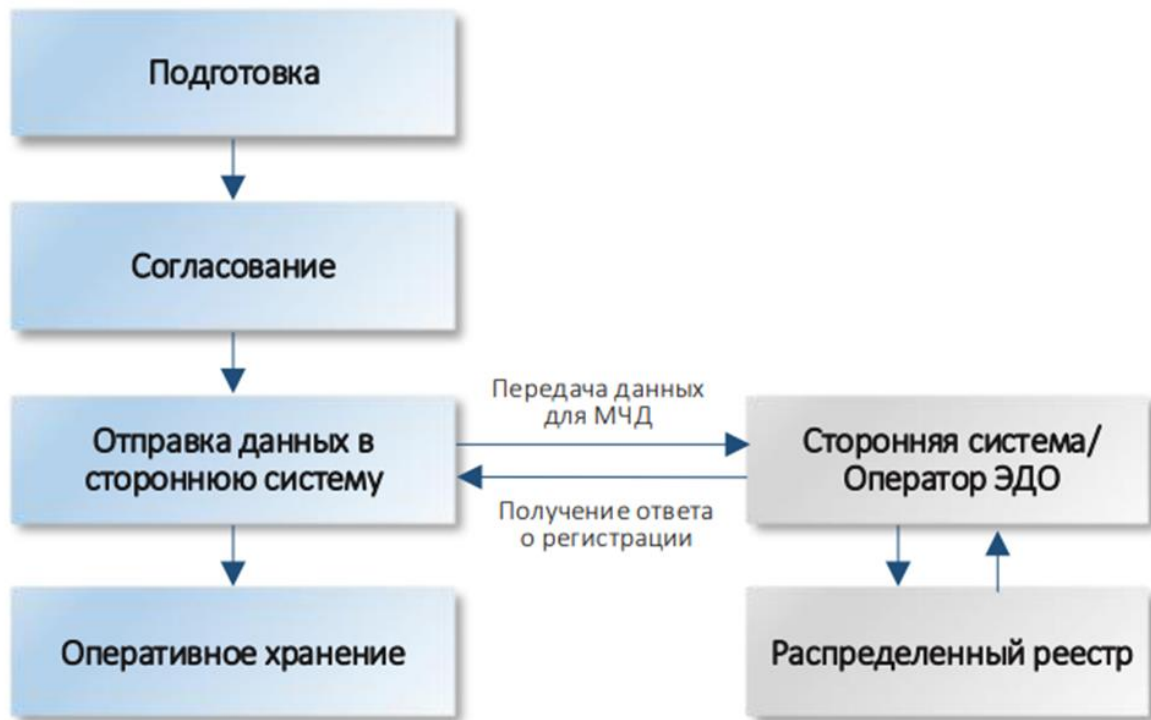 Подготовка
Согласование
Отправка данных в
стороннюю систему
Передача данных
для МЧД
Получение ответа
о регистрации
Сторонняя система/
Оператор ЭДО
Оперативное хранение
Распределенный реестр